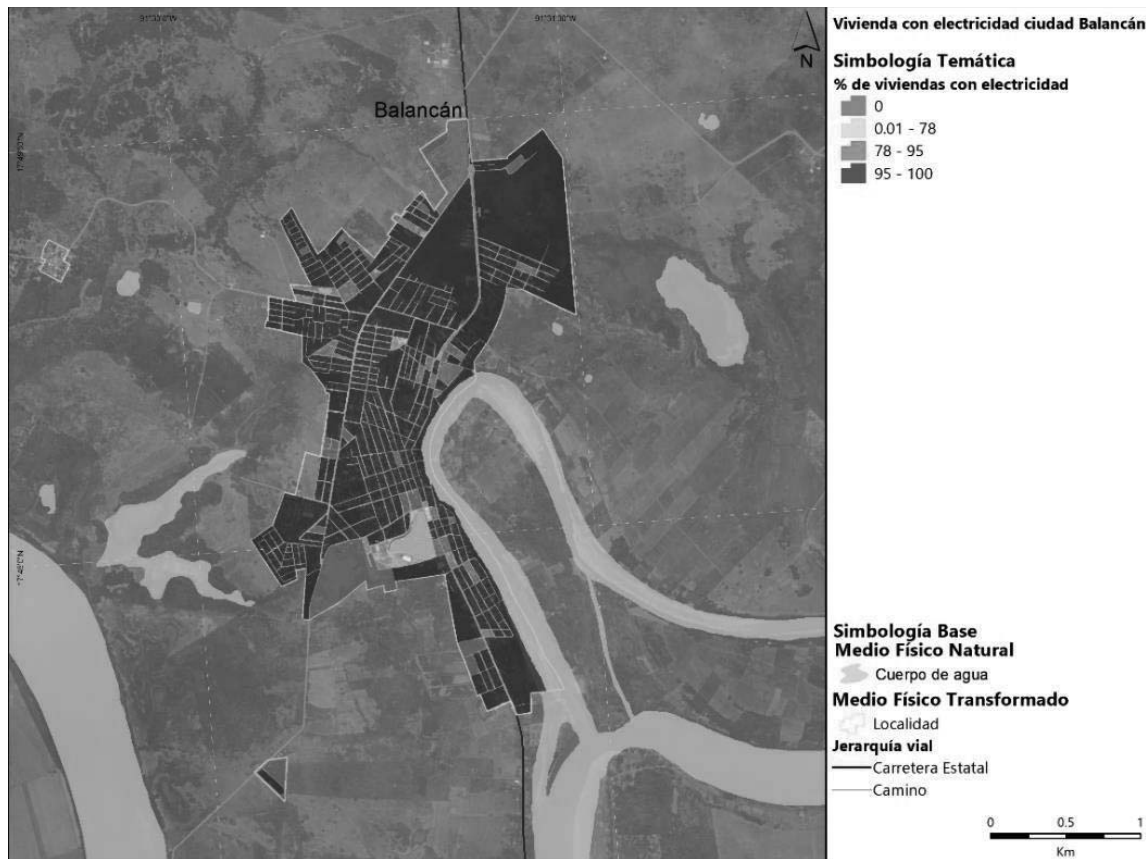 Vivienda con electricidad ciudad Balancán
Simbología Temática
% de viviendas con electricidad
0
0.01 - 78
78 - 95
95 - 100
N
Balancán
Simbología Base
Medio Físico Natural
Cuerpo de agua
Medio Físico Transformado
Localidad
Jerarquía vial
Carretera Estatal
Camino
0 0.5 1
Km